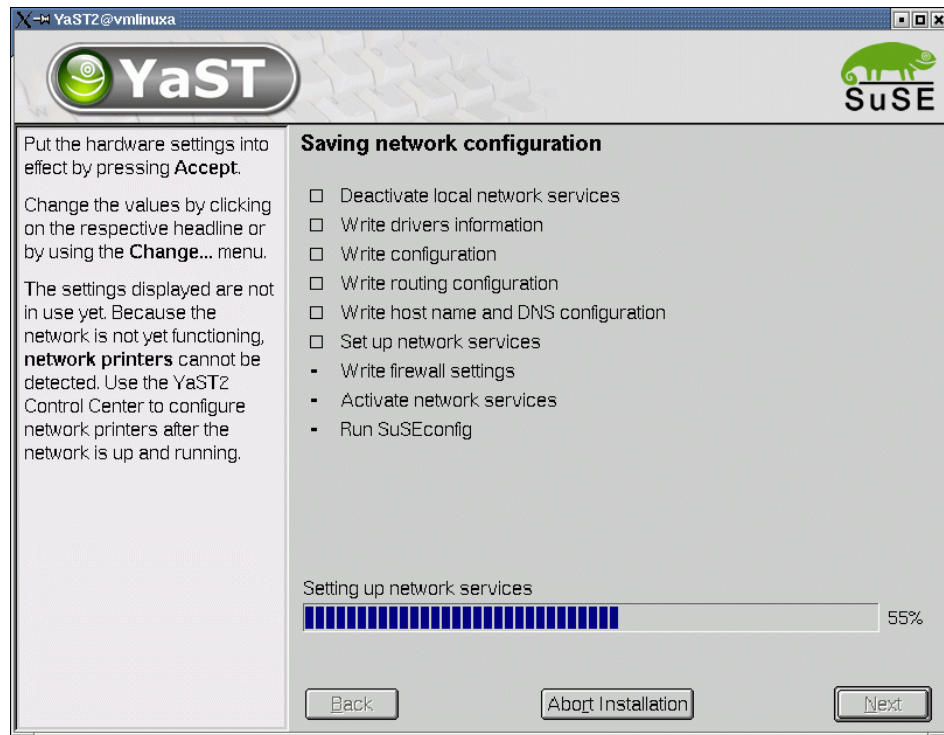 YaST2@vmlinuxa
YaST
SuSE
Put the hardware settings into
effect by pressing Accept.
Change the values by clicking
on the respective headline or
by using the Change... menu.
The settings displayed are not
in use yet. Because the
network is not yet functioning,
network printers cannot be
detected. Use the YaST2
Control Center to configure
network printers after the
network is up and running.
Saving network configuration
Deactivate local network services
Write drivers information
Write configuration
Write routing configuration
Write host name and DNS configuration
Set up network services
- Write firewall settings
- Activate network services
- Run SuSEconfig
Setting up network services
55%
Back
Abort Installation
Next